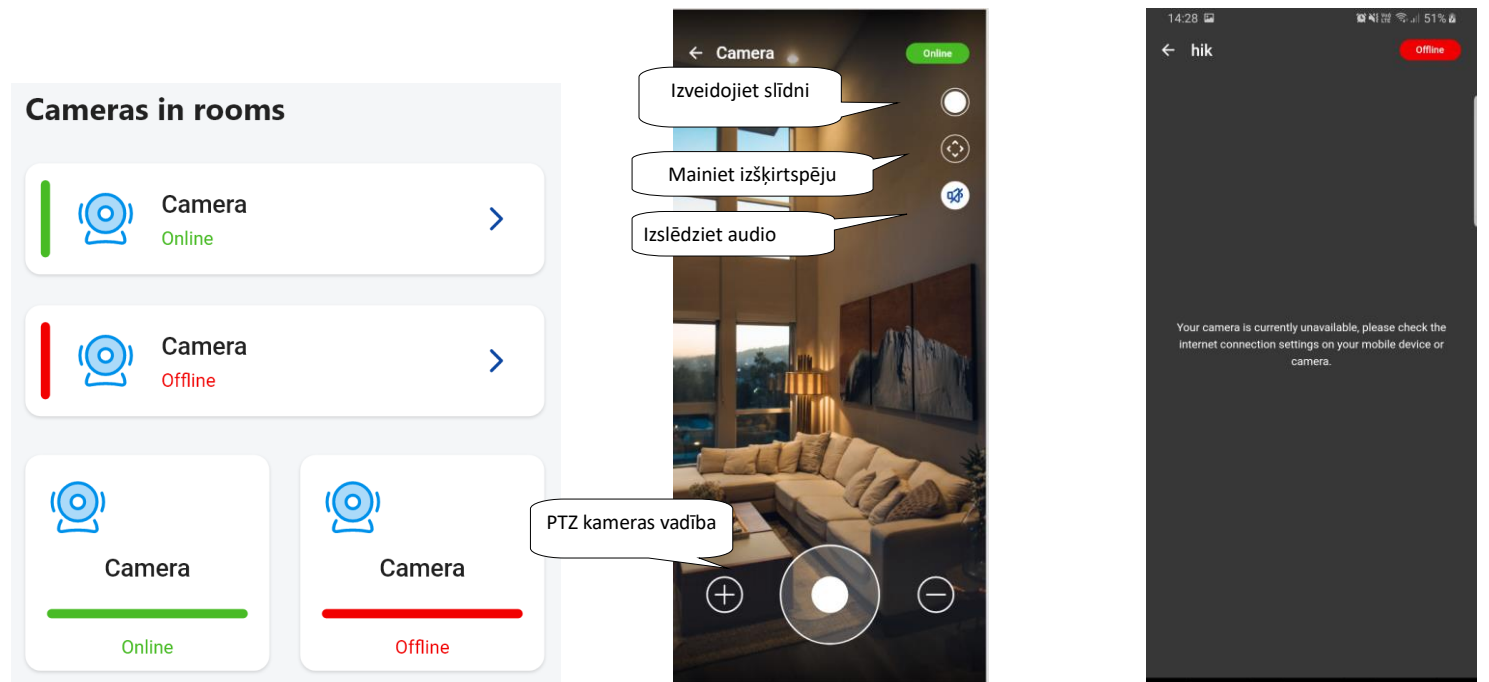 Cameras in rooms
Camera
Online
Camera
Offline
Camera
Online
Camera
Offline
Camera
Online
Izveidojiet slīdni
Mainiet izšķirtspēju
Izslēdziet audio
PTZ kameras vadība
14:28
51%
hik
Offline
Your camera is currently unavailable, please check the
internet connection settings on your mobile device or
camera.